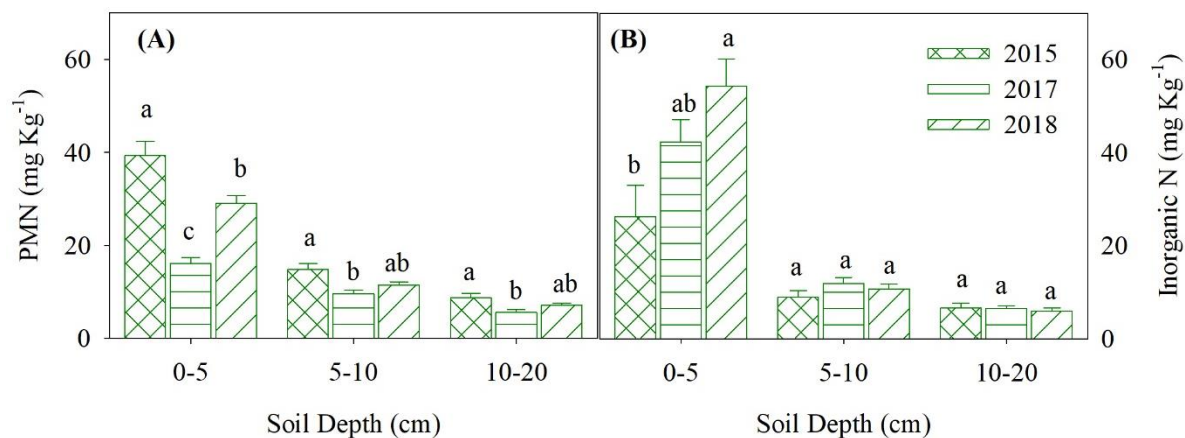 (A)
60
40
20
0
PMN (mg Kg⁻¹)
a
c
b
a
b
ab
a
b
ab
0-5
5-10
10-20
Soil Depth (cm)
(B)
2015
2017
2018
b
ab
a
a
a
a
a
a
a
0-5
5-10
10-20
Soil Depth (cm)
60
40
20
0
Inorganic N (mg Kg⁻¹)